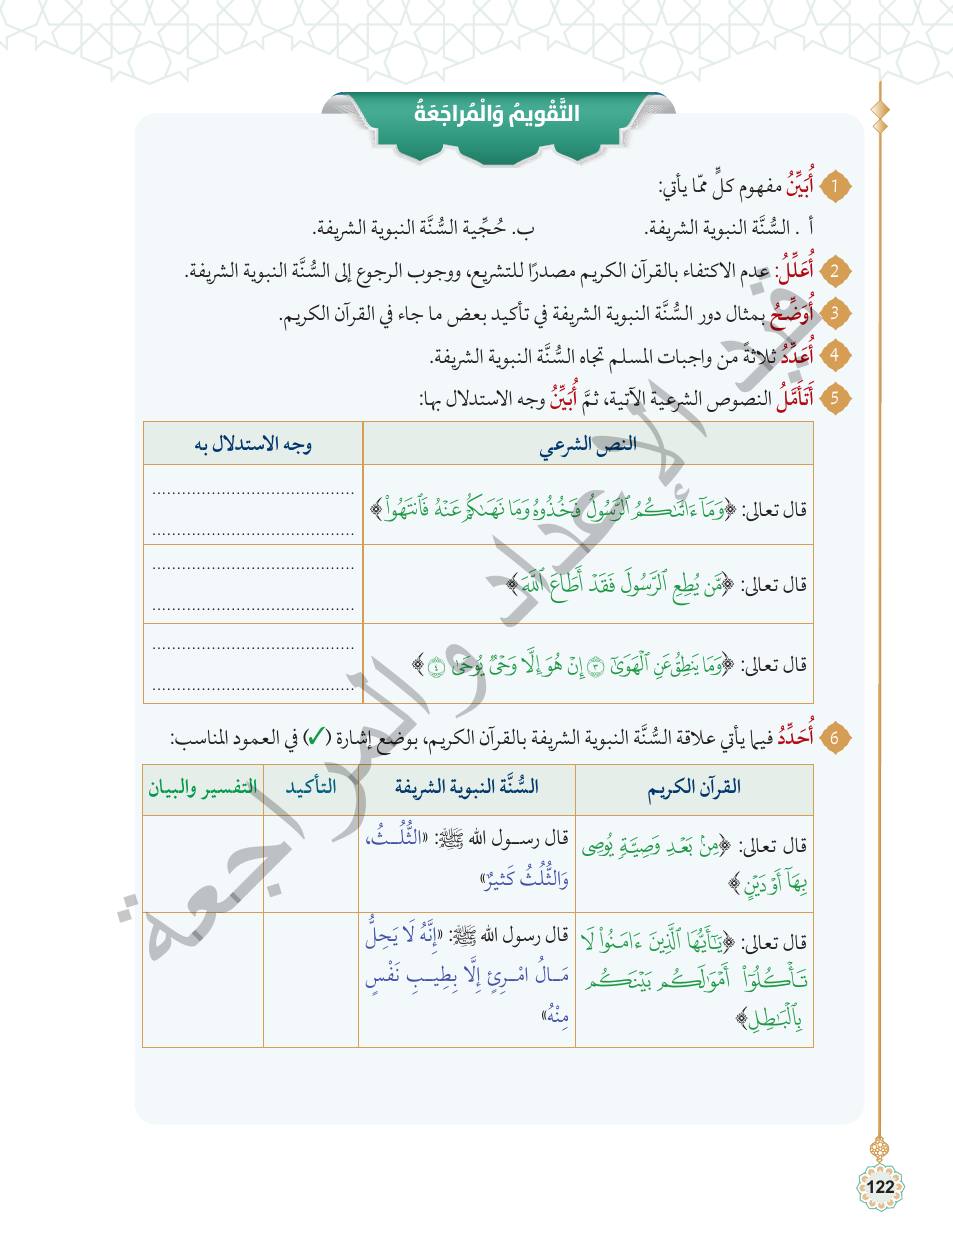 التَّقْوِيمُ وَالْمُراجَعَةُ
1 أُبَيِّنُ مفهوم كلٍّ ممّا يأتي:
أ . السُّنَّة النبوية الشريفة. ب. حُجِّية السُّنَّة النبوية الشريفة.
2 أُعَلِّلُ: عدم الاكتفاء بالقرآن الكريم مصدرًا للتشريع، ووجوب الرجوع إلى السُّنَّة النبوية الشريفة.
3 أُوَضِّحُ بمثال دور السُّنَّة النبوية الشريفة في تأكيد بعض ما جاء في القرآن الكريم.
4 أُعَدِّدُ ثلاثةً من واجبات المسلم تجاه السُّنَّة النبوية الشريفة.
5 أَتَأَمَّلُ النصوص الشرعية الآتية، ثمَّ أُبَيِّنُ وجه الاستدلال بها:
النص الشرعي وجه الاستدلال به
قال تعالى: ﴿وَمَآ ءَاتَىٰكُمُ ٱلرَّسُولُ فَخُذُوهُ وَمَا نَهَىٰكُمۡ عَنۡهُ فَٱنتَهُواْ﴾
قال تعالى: ﴿مَّن يُطِعِ ٱلرَّسُولَ فَقَدۡ أَطَاعَ ٱللَّهَ﴾
قال تعالى: ﴿وَمَا يَنطِقُ عَنِ ٱلۡهَوَىٰٓ ٣ إِنۡ هُوَ إِلَّا وَحۡيٞ يُوحَىٰ ٤﴾
6 أُحَدِّدُ فيما يأتي علاقة السُّنَّة النبوية الشريفة بالقرآن الكريم، بوضع إشارة (✓) في العمود المناسب:
القرآن الكريم السُّنَّة النبوية الشريفة التأكيد التفسير والبيان
قال تعالى: ﴿مِنۢ بَعۡدِ وَصِيَّةٖ يُوصِي
بِهَآ أَوۡ دَيۡنٍ﴾
قال رسول الله ﷺ: «الثُّلُثُ،
وَالثُّلُثُ كَثيرٌ»
قال تعالى: ﴿يَٰٓأَيُّهَا ٱلَّذِينَ ءَامَنُواْ لَا
تَأۡكُلُوٓاْ أَمۡوَٰلَكُم بَيۡنَكُم
بِٱلۡبَٰطِلِ﴾
قال رسول الله ﷺ: «إِنَّهُ لَا يَحِلُّ
مَالُ امْرِئٍ إِلَّا بِطِيبِ نَفْسٍ
مِنْهُ»
122
قيد الإعداد والمراجعة